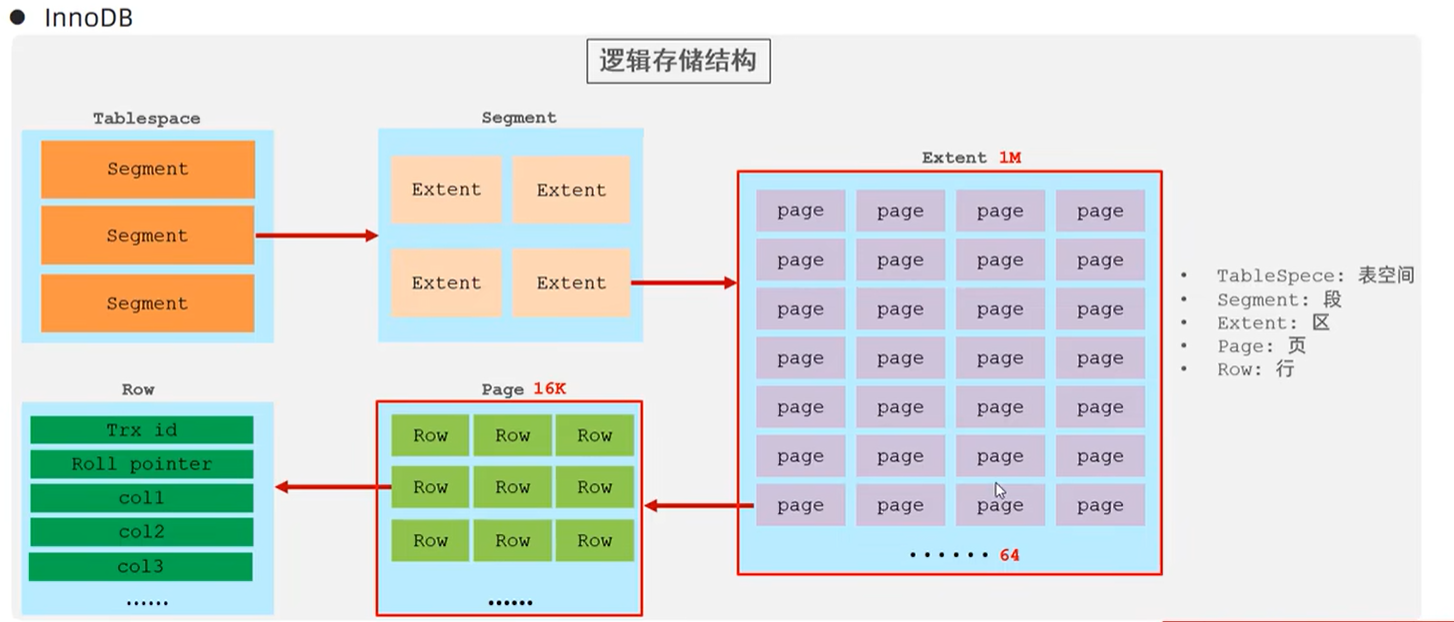 ● InnoDB
逻辑存储结构
Tablespace
Segment
Segment
Segment
Segment
Extent Extent
Extent Extent
Extent 1M
page page page page
page page page page
page page page page
page page page page
page page page page
page page page page
page page page page
······ 64
• TableSpece: 表空间
• Segment: 段
• Extent: 区
• Page: 页
• Row: 行
Row
Trx id
Roll pointer
col1
col2
col3
······
Page 16K
Row Row Row
Row Row Row
Row Row Row
······